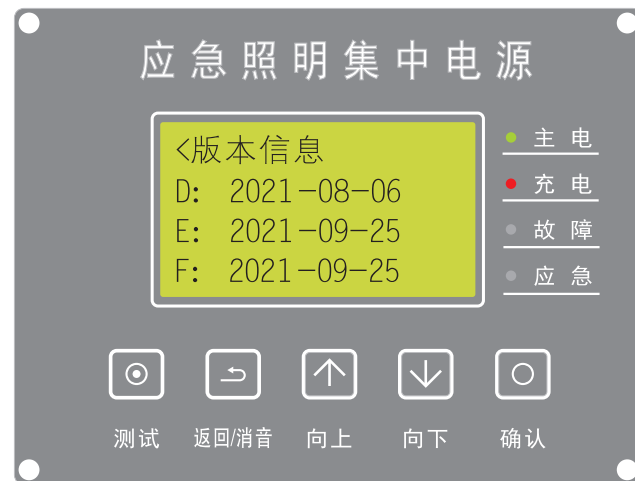 应急照明集中电源
<版本信息
D: 2021-08-06
E: 2021-09-25
F: 2021-09-25
主电
充电
故障
应急
测试
返回/消音
向上
向下
确认